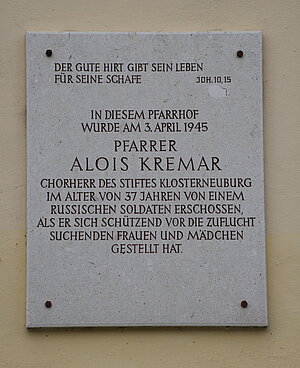 DER GUTE HIRT GIBT SEIN LEBEN
FÜR SEINE SCHAFE JOH. 10, 15
IN DIESEM PFARRHOF
WURDE AM 3. APRIL 1945
PFARRER
ALOIS KREMAR
CHORHERR DES STIFTES KLOSTERNEUBURG
IM ALTER VON 37 JAHREN VON EINEM
RUSSISCHEN SOLDATEN ERSCHOSSEN,
ALS ER SICH SCHÜTZEND VOR DIE ZUFLUCHT
SUCHENDEN FRAUEN UND MÄDCHEN
GESTELLT HAT.